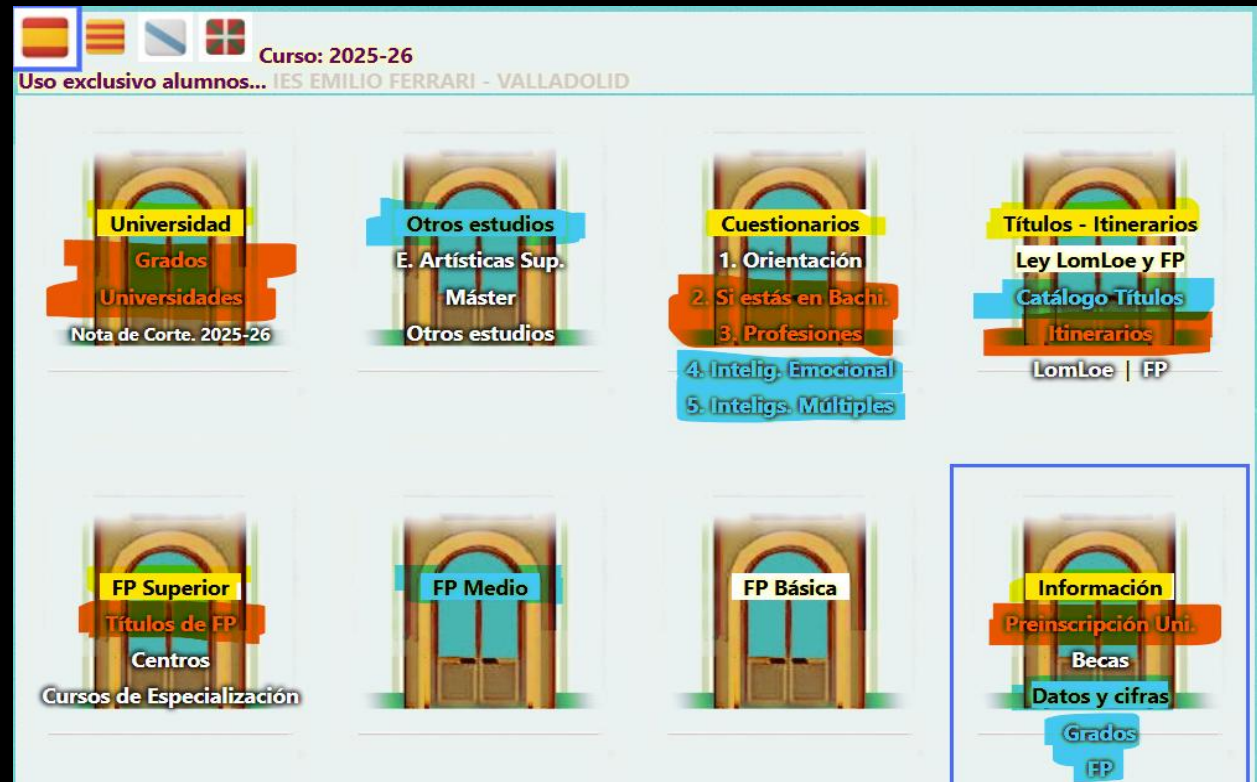 Curso: 2025-26
Uso exclusivo alumnos... IES EMILIO FERRARI - VALLADOLID
Universidad
Grados
Universidades
Nota de Corte. 2025-26
Otros estudios
E. Artísticas Sup.
Máster
Otros estudios
Cuestionarios
1. Orientación
2. Si estás en Bachi.
3. Profesiones
4. Intelig. Emocional
5. Inteligs. Múltiples
Títulos - Itinerarios
Ley LomLoe y FP
Catálogo Títulos
Itinerarios
LomLoe | FP
FP Superior
Títulos de FP
Centros
Cursos de Especialización
FP Medio
FP Básica
Información
Preinscripción Uni.
Becas
Datos y cifras
Grados
FP